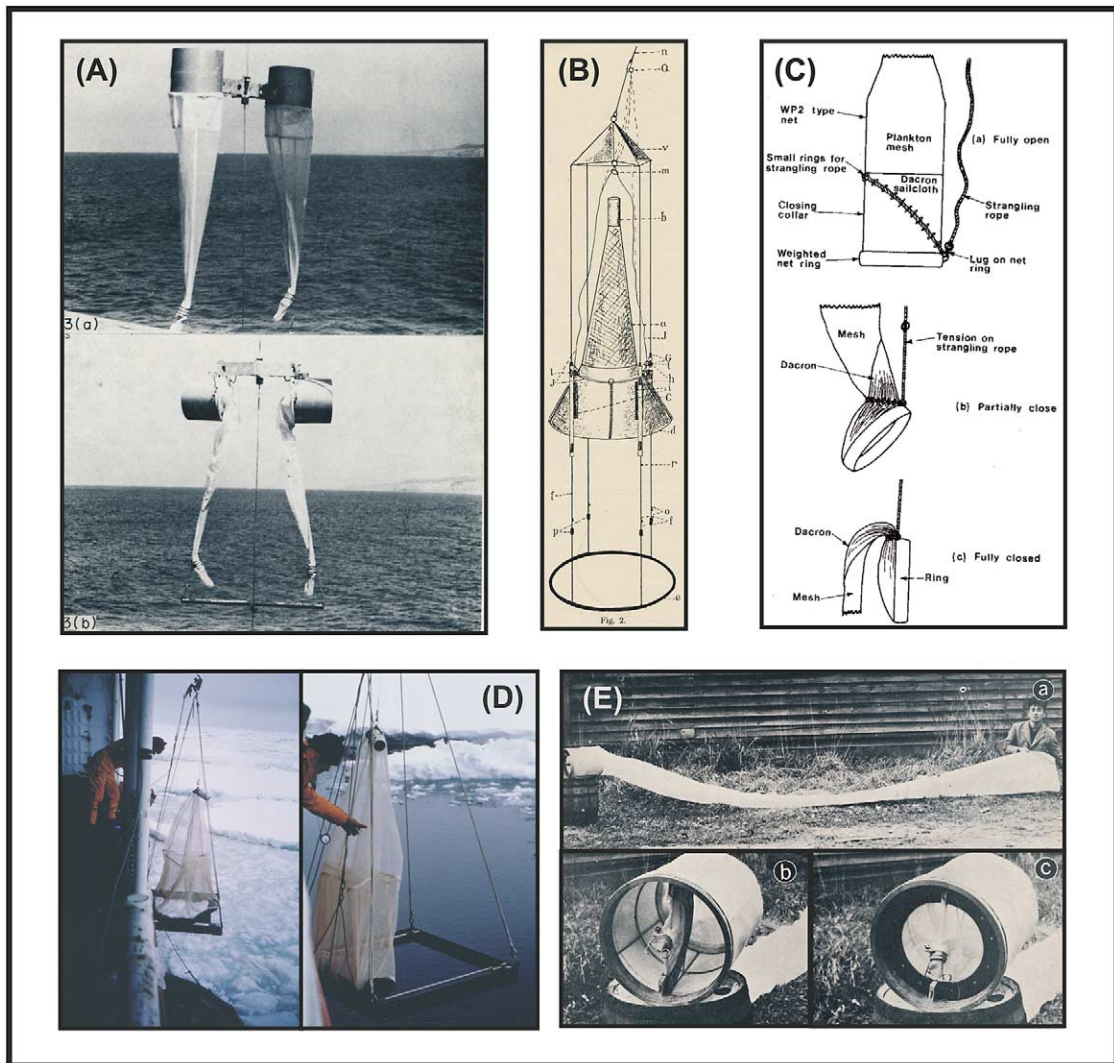 (A)
3(a)
3(b)
(B)
n
Q
v
m
b
a
J
G
f
h
i
C
d
r
o
f
p
e
Fig. 2.
(C)
WP2 type
net
Plankton
mesh
(a) Fully open
Small rings for
strangling rope
Dacron
sailcloth
Closing
collar
Strangling
rope
Weighted
net ring
Lug on net
ring
Mesh
Tension on
strangling rope
Dacron
(b) Partially close
Dacron
(c) Fully closed
Ring
Mesh
(D)
(E)
a
b
c